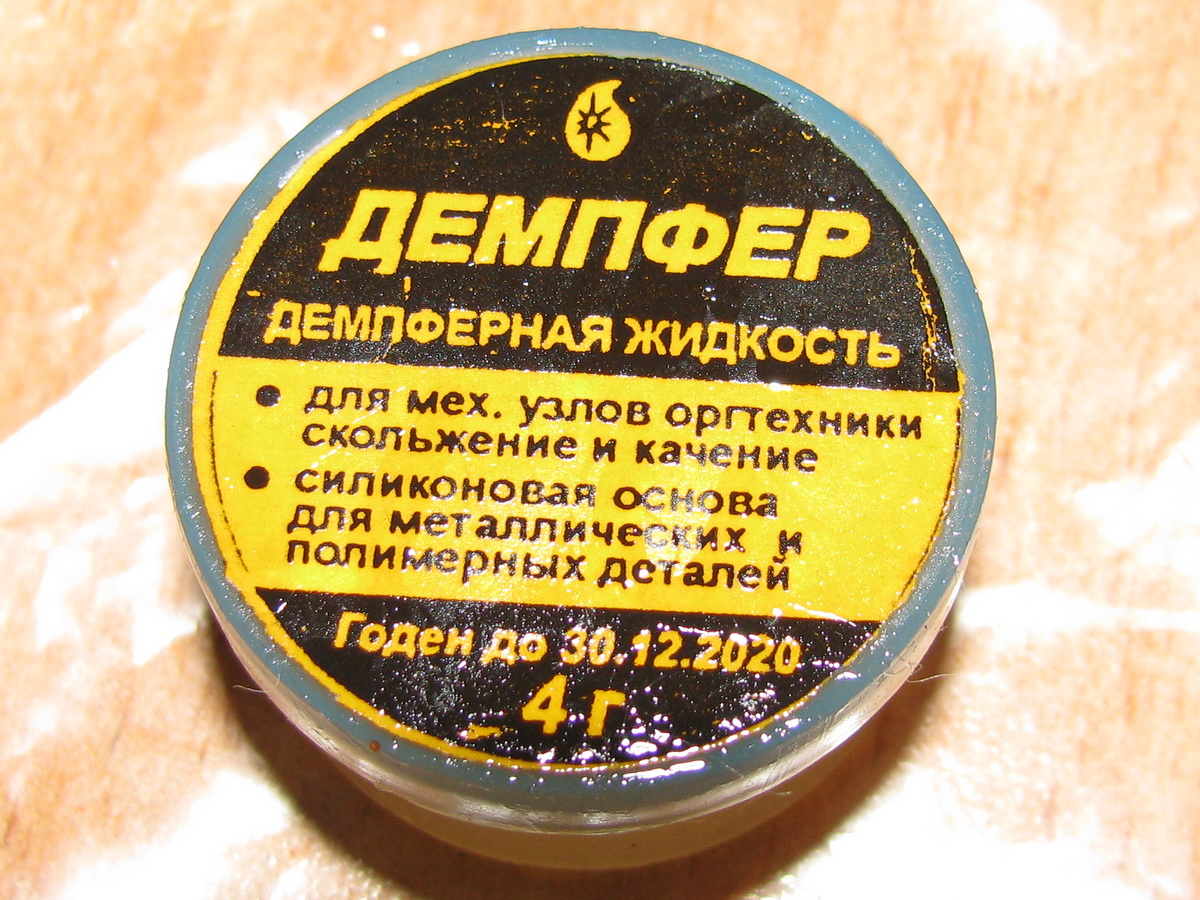 ДЕМПФЕР
ДЕМПФЕРНАЯ ЖИДКОСТЬ
• для мех. узлов оргтехники
скольжение и качение
• силиконовая основа
для металлических и
полимерных деталей
Годен до 30.12.2020
4 г